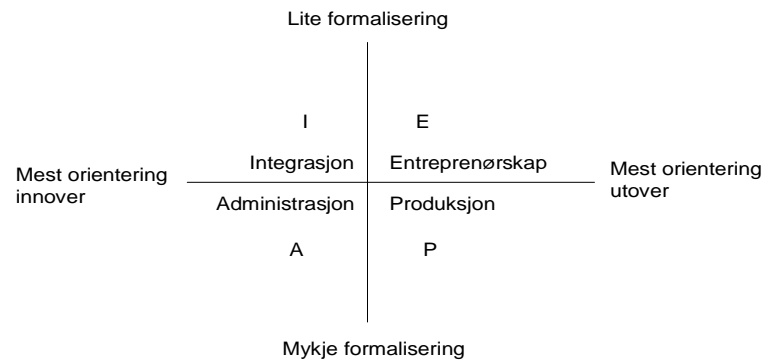 Lite formalisering
I
E
Integrasjon
Entreprenørskap
Mest orientering
innover
Mest orientering
utover
Administrasjon
Produksjon
A
P
Mykje formalisering